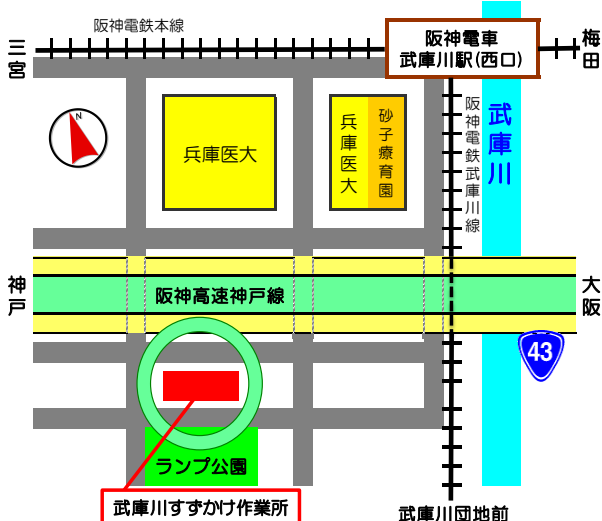 阪神電鉄本線
三宮
阪神電車
武庫川駅(西口)
梅田
N
兵庫医大
兵庫医大
砂子療育園
阪神電鉄武庫川線
武庫川
神戸
阪神高速神戸線
大阪
43
ランプ公園
武庫川すずかけ作業所
武庫川団地前